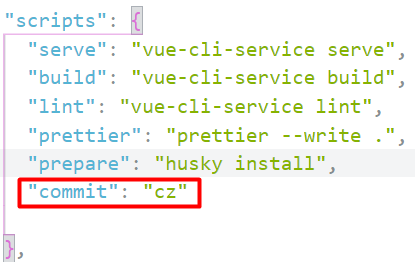 "scripts": {
"serve": "vue-cli-service serve",
"build": "vue-cli-service build",
"lint": "vue-cli-service lint",
"prettier": "prettier --write .",
"prepare": "husky install",
"commit": "cz"
},